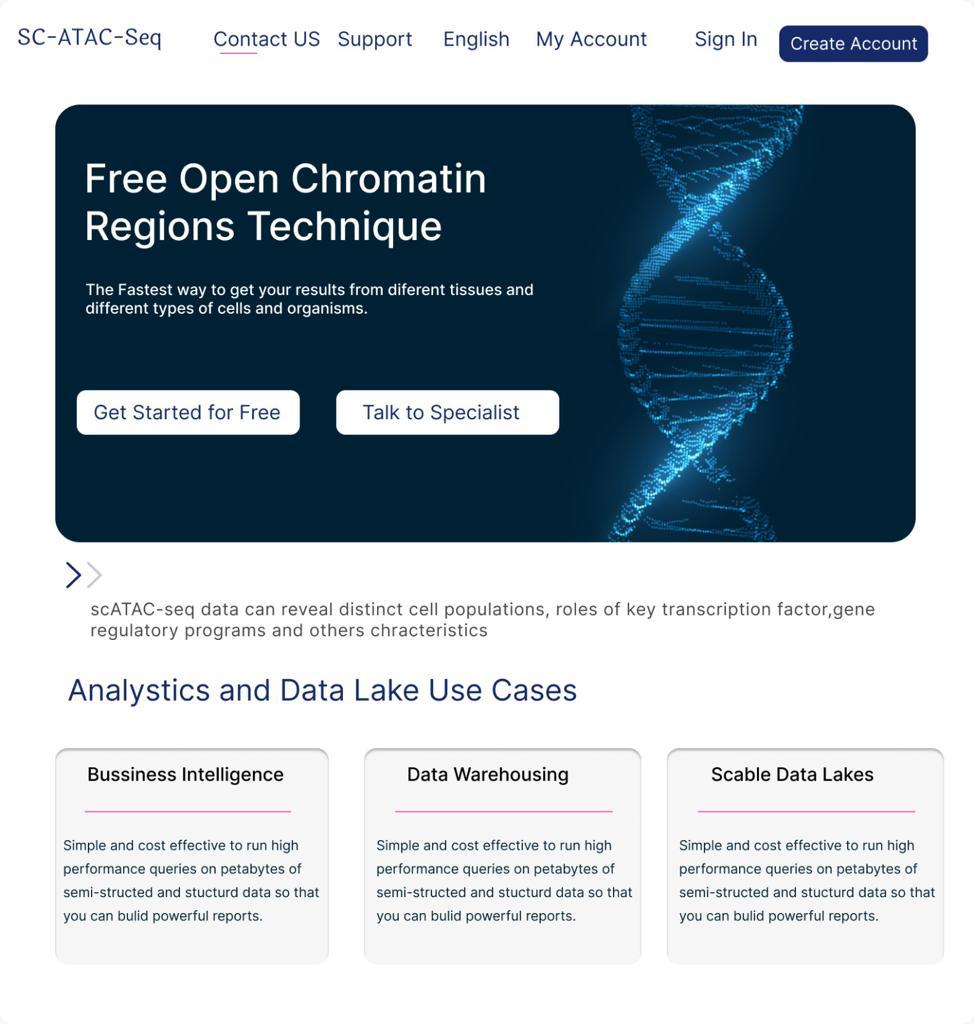 SC-ATAC-Seq
Contact US
Support
English
My Account
Sign In
Create Account
Free Open Chromatin
Regions Technique
The Fastest way to get your results from diferent tissues and
different types of cells and organisms.
Get Started for Free
Talk to Specialist
scATAC-seq data can reveal distinct cell populations, roles of key transcription factor,gene
regulatory programs and others chracteristics
Analystics and Data Lake Use Cases
Bussiness Intelligence
Simple and cost effective to run high
performance queries on petabytes of
semi-structed and stucturd data so that
you can bulid powerful reports.
Data Warehousing
Simple and cost effective to run high
performance queries on petabytes of
semi-structed and stucturd data so that
you can bulid powerful reports.
Scable Data Lakes
Simple and cost effective to run high
performance queries on petabytes of
semi-structed and stucturd data so that
you can bulid powerful reports.